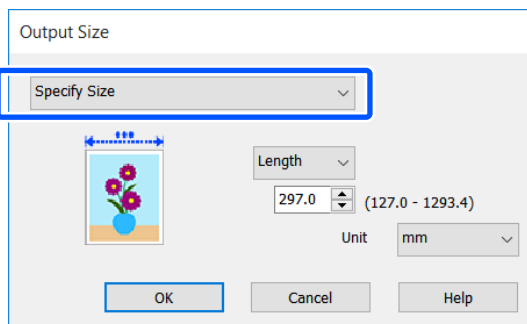 Output Size
Specify Size
Length
297.0 (127.0 - 1293.4)
Unit mm
OK Cancel Help